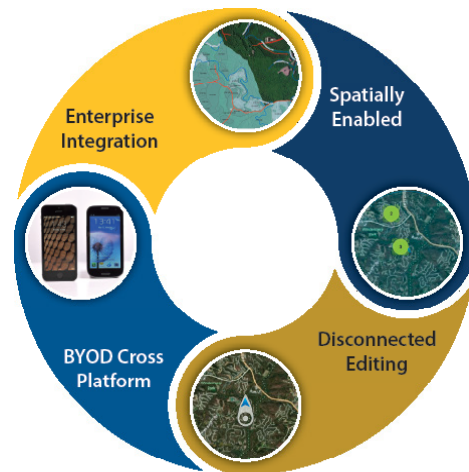 Enterprise
Integration
Spatially
Enabled
BYOD Cross
Platform
Disconnected
Editing